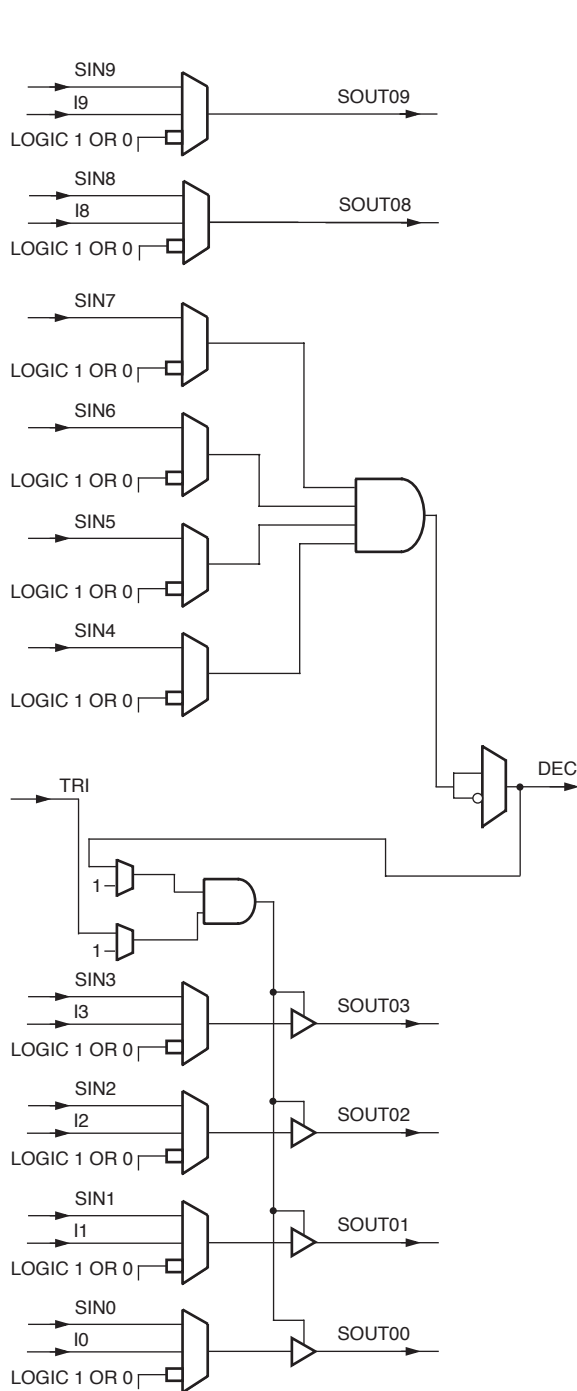 SIN9
I9
SOUT09
LOGIC 1 OR 0
SIN8
I8
SOUT08
LOGIC 1 OR 0
SIN7
LOGIC 1 OR 0
SIN6
LOGIC 1 OR 0
SIN5
LOGIC 1 OR 0
SIN4
LOGIC 1 OR 0
DEC
TRI
1
1
SIN3
I3
SOUT03
LOGIC 1 OR 0
SIN2
I2
SOUT02
LOGIC 1 OR 0
SIN1
I1
SOUT01
LOGIC 1 OR 0
SIN0
I0
SOUT00
LOGIC 1 OR 0